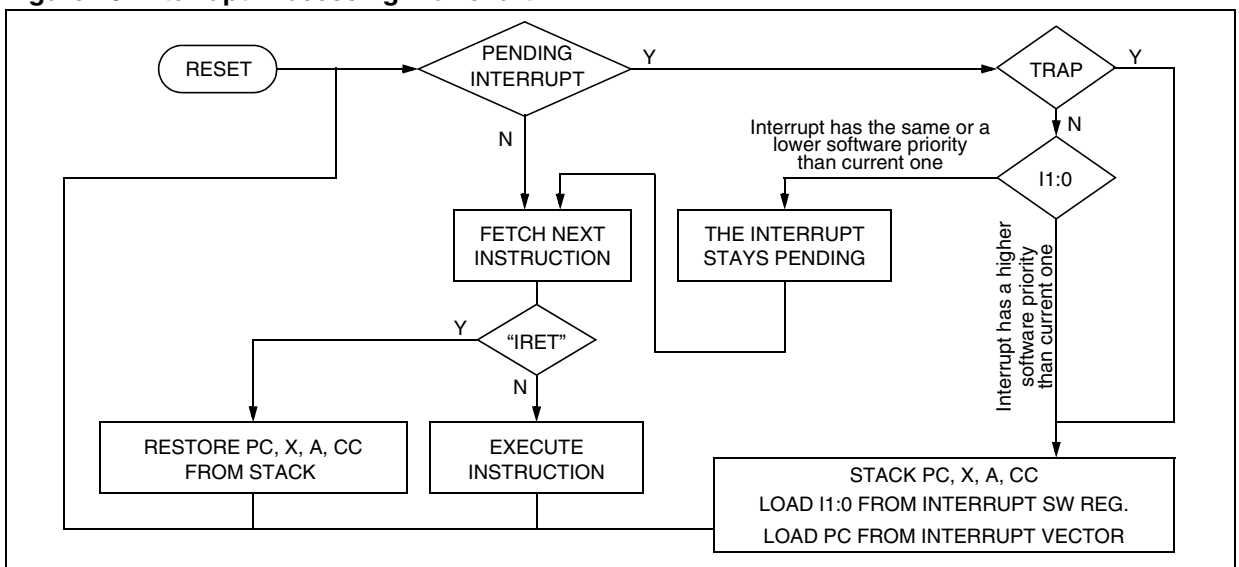 RESET
PENDING
INTERRUPT
Y
TRAP
Y
N
N
Interrupt has the same or a
lower software priority
than current one
I1:0
FETCH NEXT
INSTRUCTION
THE INTERRUPT
STAYS PENDING
Interrupt has a higher
software priority
than current one
Y
“IRET”
N
RESTORE PC, X, A, CC
FROM STACK
EXECUTE
INSTRUCTION
STACK PC, X, A, CC
LOAD I1:0 FROM INTERRUPT SW REG.
LOAD PC FROM INTERRUPT VECTOR